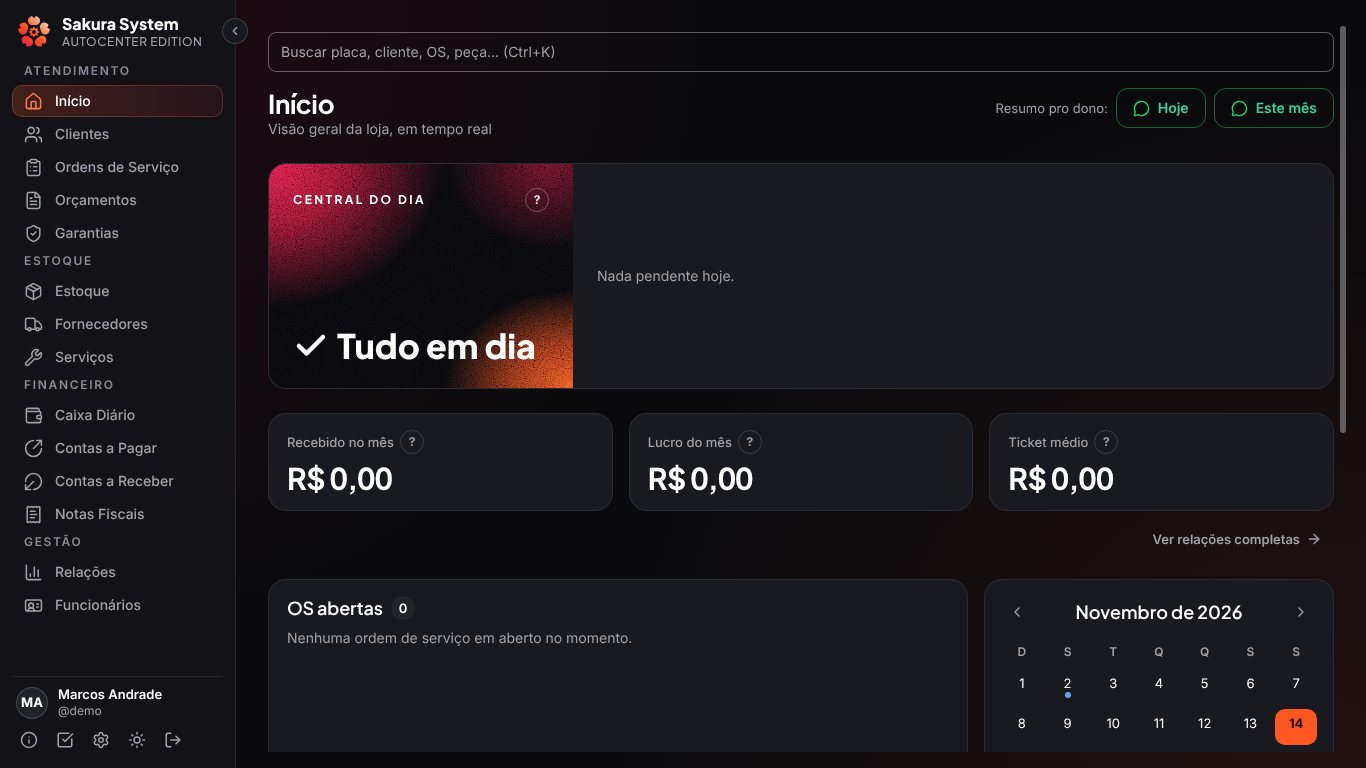 Sakura System
AUTOCENTER EDITION
ATENDIMENTO
Início
Clientes
Ordens de Serviço
Orçamentos
Garantias
ESTOQUE
Estoque
Fornecedores
Serviços
FINANCEIRO
Caixa Diário
Contas a Pagar
Contas a Receber
Notas Fiscais
GESTÃO
Relações
Funcionários
MA
Marcos Andrade
@demo
Buscar placa, cliente, OS, peça... (Ctrl+K)
Início
Visão geral da loja, em tempo real
Resumo pro dono:
Hoje
Este mês
CENTRAL DO DIA
?
Tudo em dia
Nada pendente hoje.
Recebido no mês ?
R$ 0,00
Lucro do mês ?
R$ 0,00
Ticket médio ?
R$ 0,00
Ver relações completas →
OS abertas 0
Nenhuma ordem de serviço em aberto no momento.
Novembro de 2026
D S T Q Q S S
1 2 3 4 5 6 7
8 9 10 11 12 13 14